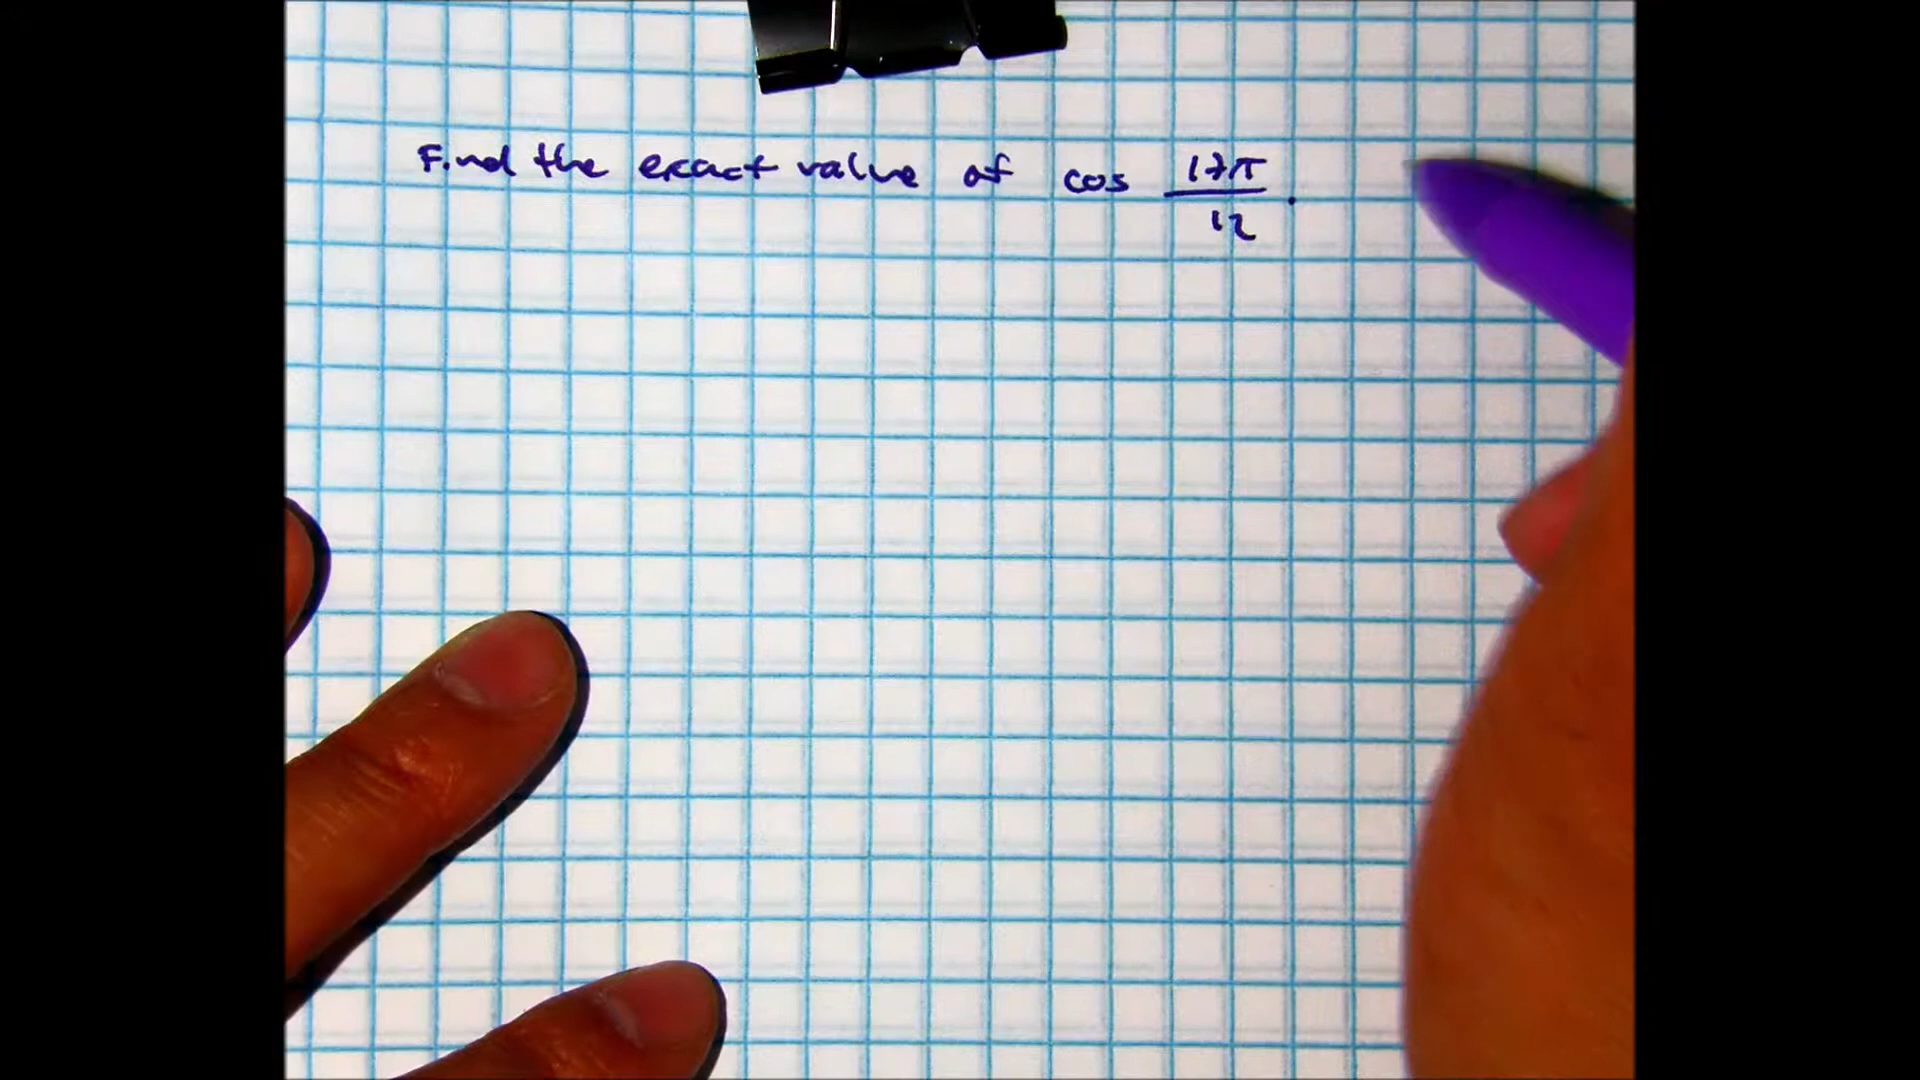 Find the exact value of cos 17π/12.